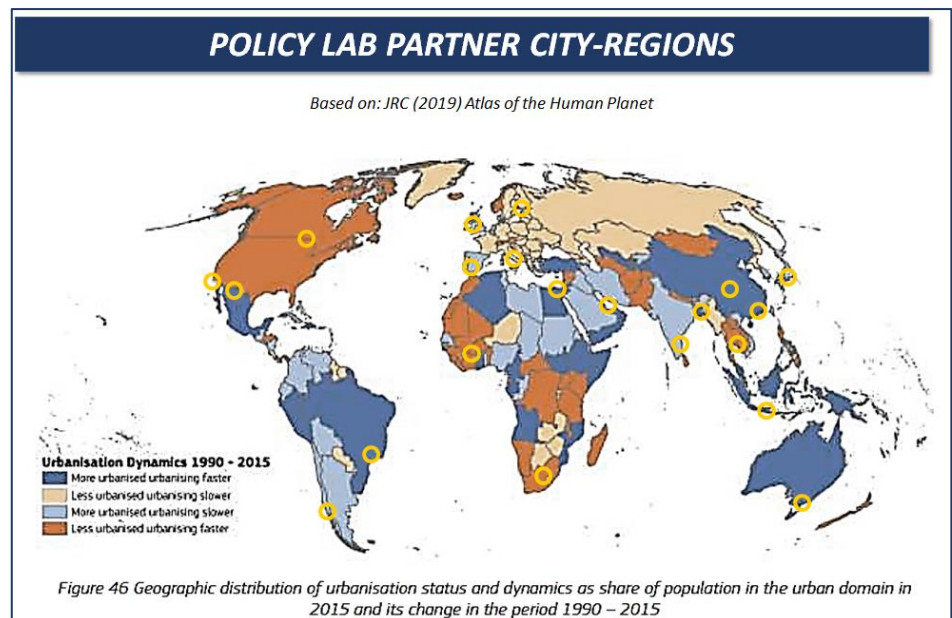 POLICY LAB PARTNER CITY-REGIONS
Based on: JRC (2019) Atlas of the Human Planet
Urbanisation Dynamics 1990 - 2015
More urbanised urbanising faster
Less urbanised urbanising slower
More urbanised urbanising slower
Less urbanised urbanising faster
Figure 46 Geographic distribution of urbanisation status and dynamics as share of population in the urban domain in
2015 and its change in the period 1990 – 2015